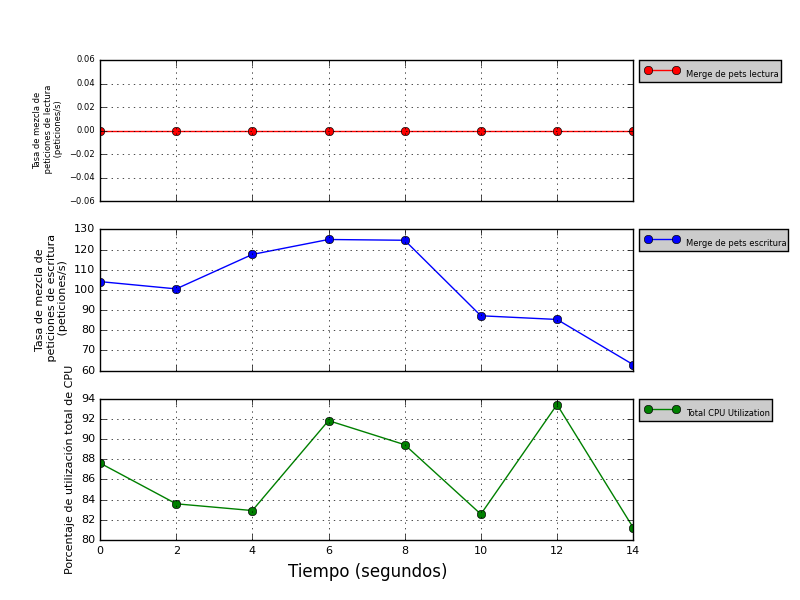 Tasa de mezcla de
peticiones de lectura
(peticiones/s)
0.06
0.04
0.02
0.00
−0.02
−0.04
−0.06
Merge de pets lectura
Tasa de mezcla de
peticiones de escritura
(peticiones/s)
130
120
110
100
90
80
70
60
Merge de pets escritura
Porcentaje de utilización total de CPU
94
92
90
88
86
84
82
80
Total CPU Utilization
0 2 4 6 8 10 12 14
Tiempo (segundos)